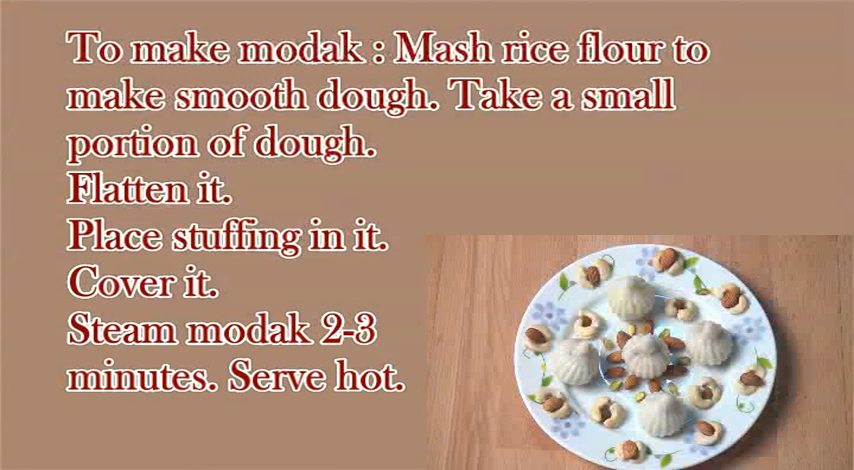 To make modak : Mash rice flour to
make smooth dough. Take a small
portion of dough.
Flatten it.
Place stuffing in it.
Cover it.
Steam modak 2-3
minutes. Serve hot.